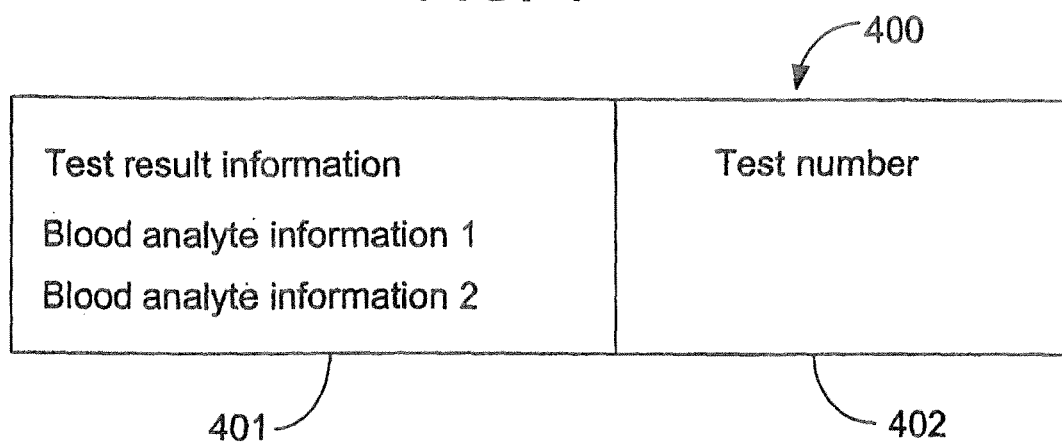 400
Test result information
Test number
Blood analyte information 1
Blood analyte information 2
401
402